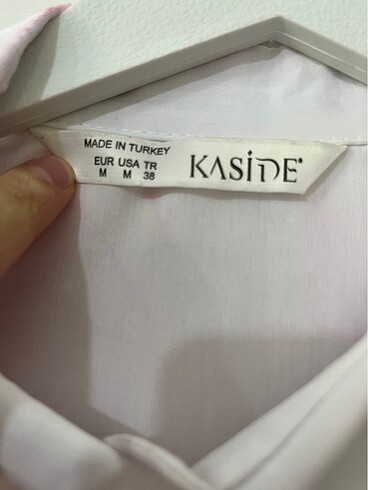 MADE IN TURKEY
EUR USA TR
M M 38
KASİDE